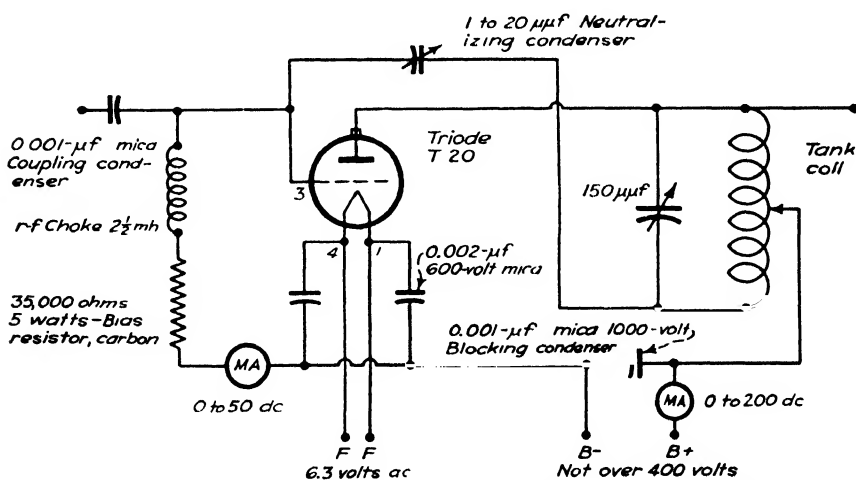 1 to 20 μμf Neutral-
izing condenser
0.001-μf mica
Coupling cond-
enser
Triode
T 20
Tank
coil
3
150 μμf
r-f Choke 2½ mh
4
1
0.002-μf
600-volt mica
35,000 ohms
5 watts-Bias
resistor, carbon
0.001-μf mica 1000-volt,
Blocking condenser
MA
0 to 50 dc
MA
0 to 200 dc
F F
6.3 volts ac
B- B+
Not over 400 volts